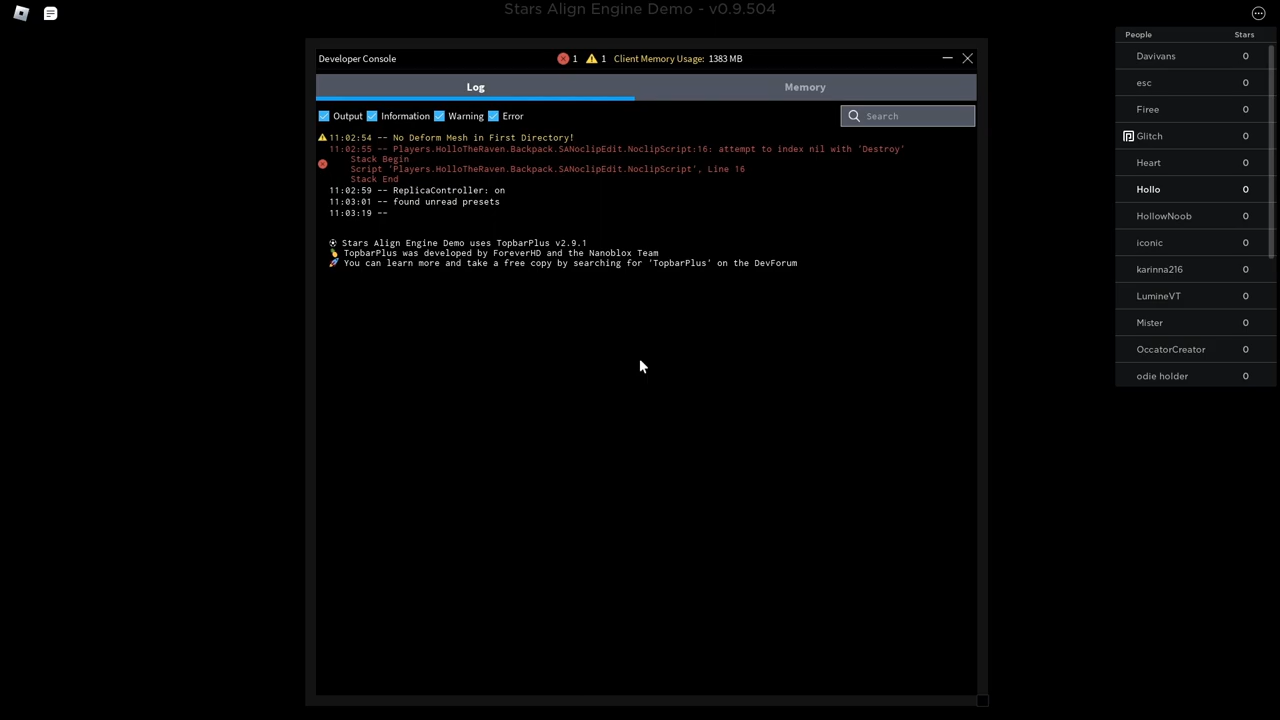 Stars Align Engine Demo - v0.9.504
Developer Console
1
1
Client Memory Usage: 1383 MB
Log
Memory
Output
Information
Warning
Error
Search
11:02:54 -- No Deform Mesh in First Directory!
11:02:55 -- Players.HolloTheRaven.Backpack.SANoclipEdit.NoclipScript:16: attempt to index nil with 'Destroy'
Stack Begin
Script 'Players.HolloTheRaven.Backpack.SANoclipEdit.NoclipScript', Line 16
Stack End
11:02:59 -- ReplicaController: on
11:03:01 -- found unread presets
11:03:19 --
Stars Align Engine Demo uses TopbarPlus v2.9.1
TopbarPlus was developed by ForeverHD and the Nanoblox Team
You can learn more and take a free copy by searching for 'TopbarPlus' on the DevForum
People Stars
Davivans 0
esc 0
Firee 0
Glitch 0
Heart 0
Hollo 0
HollowNoob 0
iconic 0
karinna216 0
LumineVT 0
Mister 0
OccatorCreator 0
odie holder 0